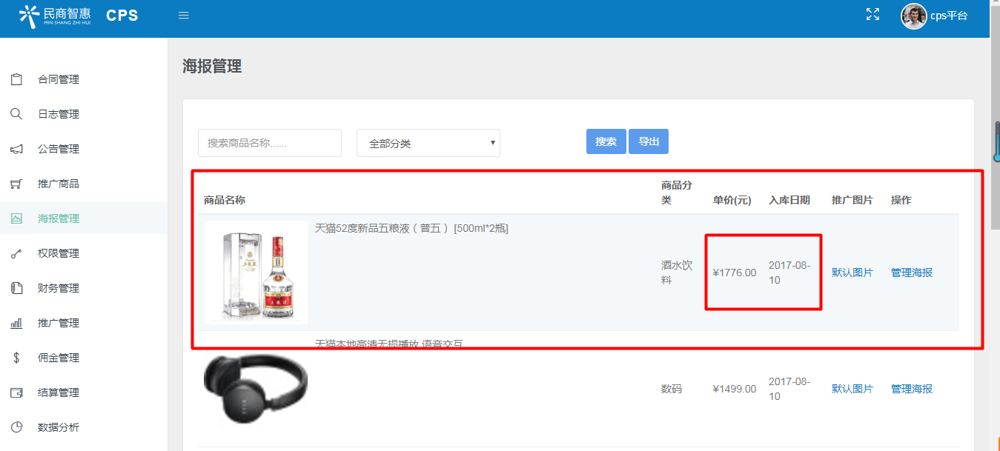 民商智惠 CPS
MIN SHANG ZHI HUI
cps平台
合同管理
日志管理
公告管理
推广商品
海报管理
权限管理
财务管理
推广管理
佣金管理
结算管理
数据分析
海报管理
搜索商品名称......
全部分类
搜索
导出
商品名称
商品分
类
单价(元)
入库日期
推广图片
操作
天猫52度新品五粮液（普五） [500ml*2瓶]
酒水饮
料
¥1776.00
2017-08-
10
默认图片
管理海报
天猫本地高清无损播放 语音交互
数码
¥1499.00
2017-08-
10
默认图片
管理海报